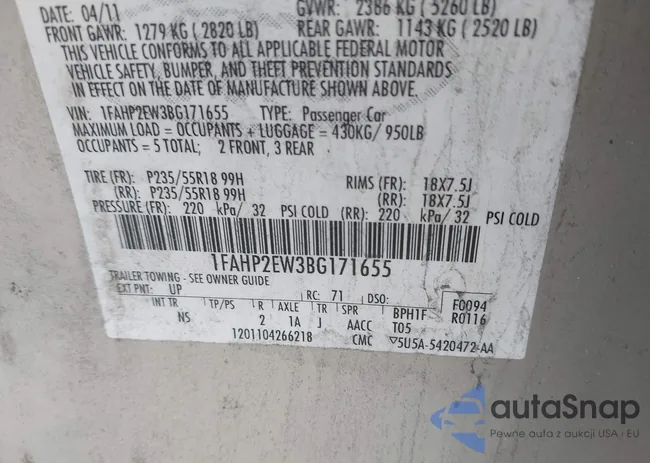 DATE: 04/11 GVWR: 2386 KG ( 5260 LB)
FRONT GAWR: 1279 KG ( 2820 LB) REAR GAWR: 1143 KG ( 2520 LB)
THIS VEHICLE CONFORMS TO ALL APPLICABLE FEDERAL MOTOR
VEHICLE SAFETY, BUMPER, AND THEFT PREVENTION STANDARDS
IN EFFECT ON THE DATE OF MANUFACTURE SHOWN ABOVE.
VIN: 1FAHP2EW3BG171655 TYPE: Passenger Car
MAXIMUM LOAD = OCCUPANTS + LUGGAGE = 430KG/ 950LB
OCCUPANTS = 5 TOTAL; 2 FRONT, 3 REAR
TIRE (FR): P235/55R18 99H RIMS (FR): 18X7.5J
(RR): P235/55R18 99H (RR): 18X7.5J
PRESSURE (FR): 220 kPa/ 32 PSI COLD (RR): 220 kPa/ 32 PSI COLD
1FAHP2EW3BG171655
TRAILER TOWING - SEE OWNER GUIDE
EXT PNT: UP RC: 71 DSO: F0094
INT TR TP/PS R AXLE TR SPR BPH1F R0116
NS 2 1A J AACC T05
1201104266218 CMC ▽5U5A-5420472-AA
autaSnap
Pewne auta z aukcji USA i EU